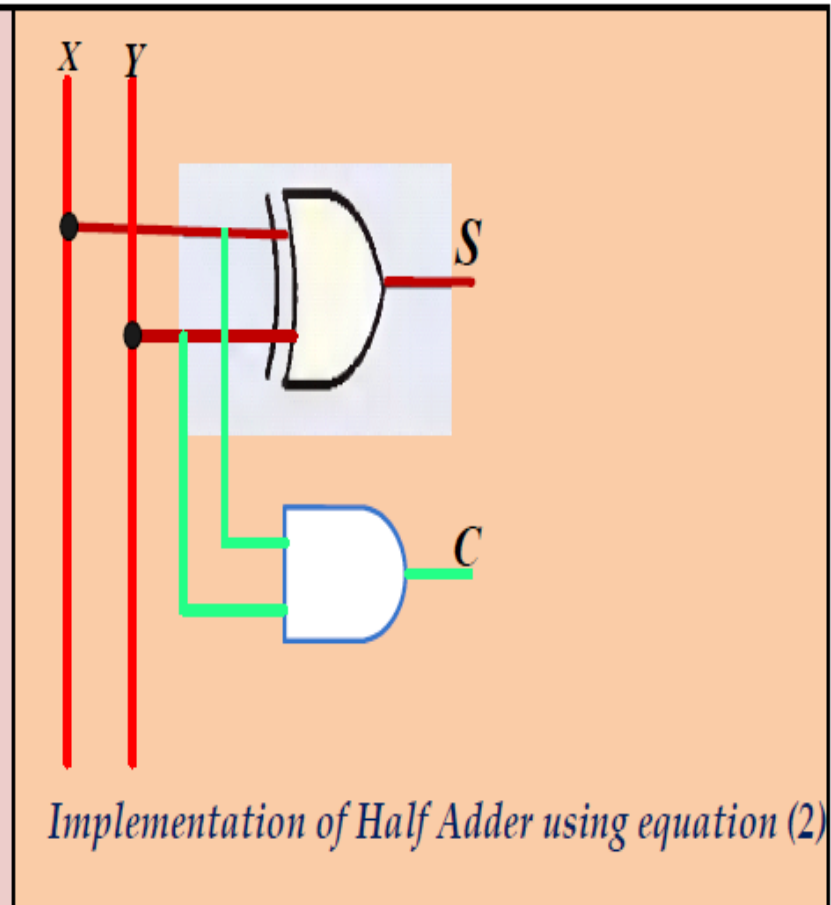 X Y
S
C
Implementation of Half Adder using equation (2)